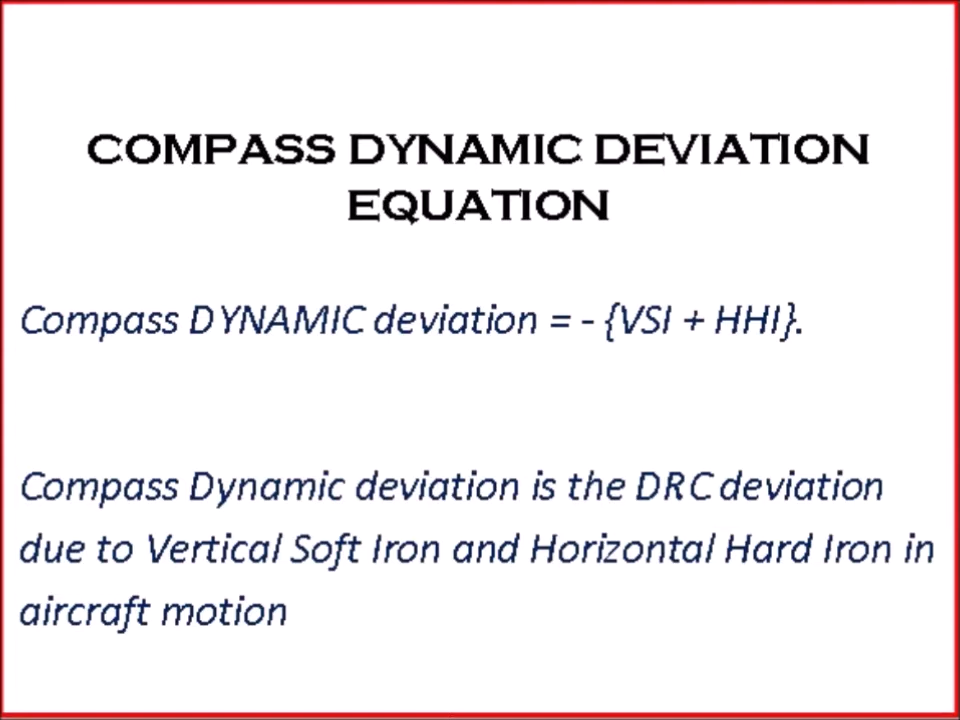 COMPASS DYNAMIC DEVIATION
EQUATION
Compass DYNAMIC deviation = - {VSI + HHI}.
Compass Dynamic deviation is the DRC deviation
due to Vertical Soft Iron and Horizontal Hard Iron in
aircraft motion